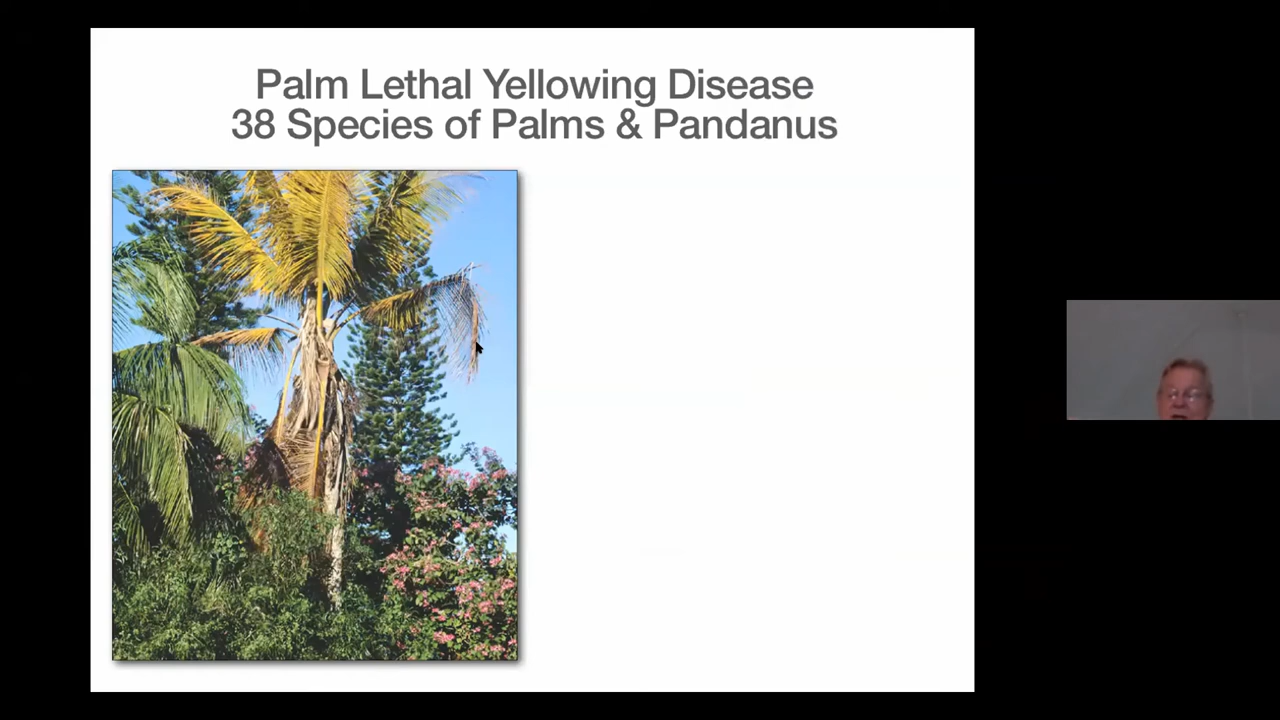 Palm Lethal Yellowing Disease
38 Species of Palms & Pandanus